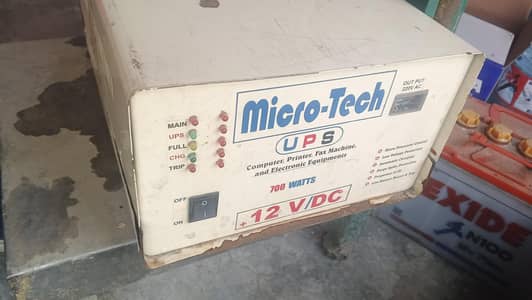 Micro-Tech
OUT PUT
220V AC
UPS
Computer, Printer, Fax Machine,
and Electronic Equipments
700 WATTS
+12 V/DC
MAIN
UPS
FULL
CHG
TRIP
OFF
ON
EXIDE
N100